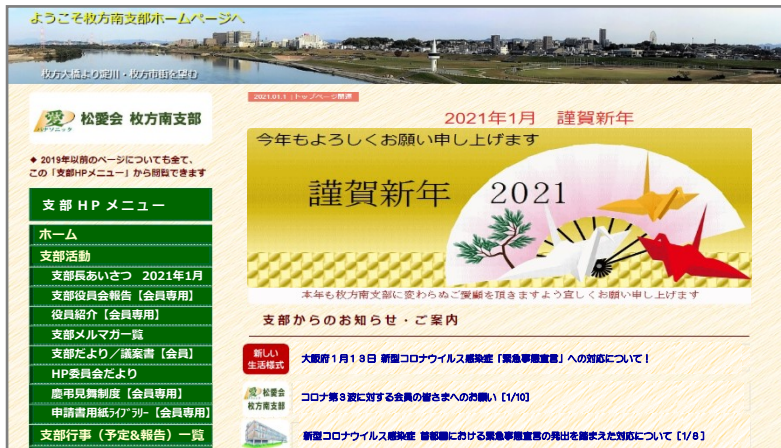 ようこそ枚方南支部ホームページへ
枚方大橋より淀川・枚方市街を望む
愛
パナソニック
松愛会 枚方南支部
◆ 2019年以前のページについても全て、
この「支部HPメニュー」から閲覧できます
支部HPメニュー
ホーム
支部活動
支部長あいさつ 2021年1月
支部役員会報告【会員専用】
役員紹介【会員専用】
支部メルマガ一覧
支部だより／議案書【会員】
HP委員会だより
慶弔見舞制度【会員専用】
申請書用紙ﾗｲﾌﾞﾗﾘｰ【会員専用】
支部行事（予定&報告）一覧
2021.01.1 | トップページ関連
2021年1月 謹賀新年
今年もよろしくお願い申し上げます
謹賀新年 2021
本年も枚方南支部に変わらぬご愛顧を頂きますよう宜しくお願い申し上げます
支部からのお知らせ・ご案内
新しい
生活様式
大阪府１月１３日 新型コロナウイルス感染症「緊急事態宣言」への対応について！
松愛会
枚方南支部
コロナ第３波に対する会員の皆さまへのお願い［1/10］
新型コロナウイルス感染症 首都圏における緊急事態宣言の発出を踏まえた対応について［1/8］